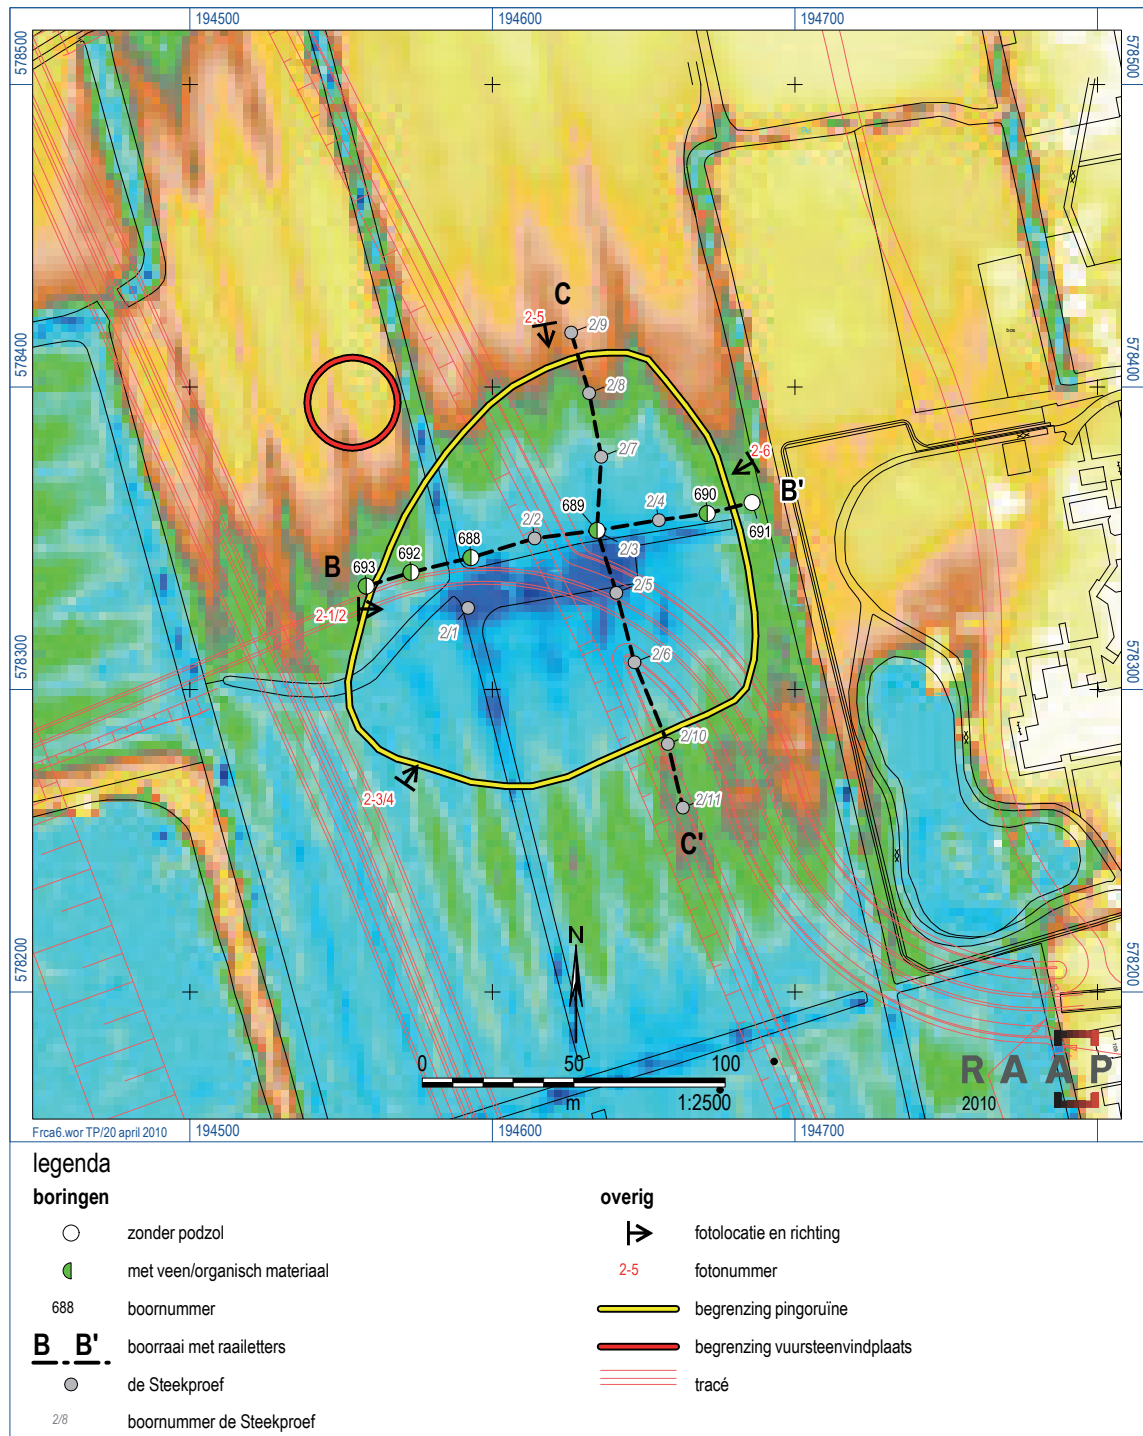 194500 194600 194700
578500 578500
C
2-5
2/9
578400 578400
2/8
2/7
2-6
B'
690
2/4
689
2/2
691
688
2/3
692
B
693
2/5
2-1/2
2/1
2/6
578300 578300
2/10
2-3/4
2/11
C'
bos
N
578200 578200
0 50 100
m 1:2500
RAAP
2010
Frca6.wor TP/20 april 2010
194500 194600 194700
legenda
boringen
zonder podzol
met veen/organisch materiaal
688 boornummer
B B' boorraai met raailetters
de Steekproef
2/8 boornummer de Steekproef
overig
fotolocatie en richting
2-5 fotonummer
begrenzing pingoruïne
begrenzing vuursteenvindplaats
tracé